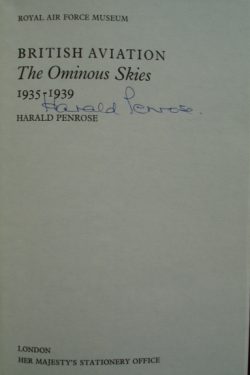 ROYAL AIR FORCE MUSEUM
BRITISH AVIATION
The Ominous Skies
1935-1939
Harald Penrose.
HARALD PENROSE
LONDON
HER MAJESTY'S STATIONERY OFFICE